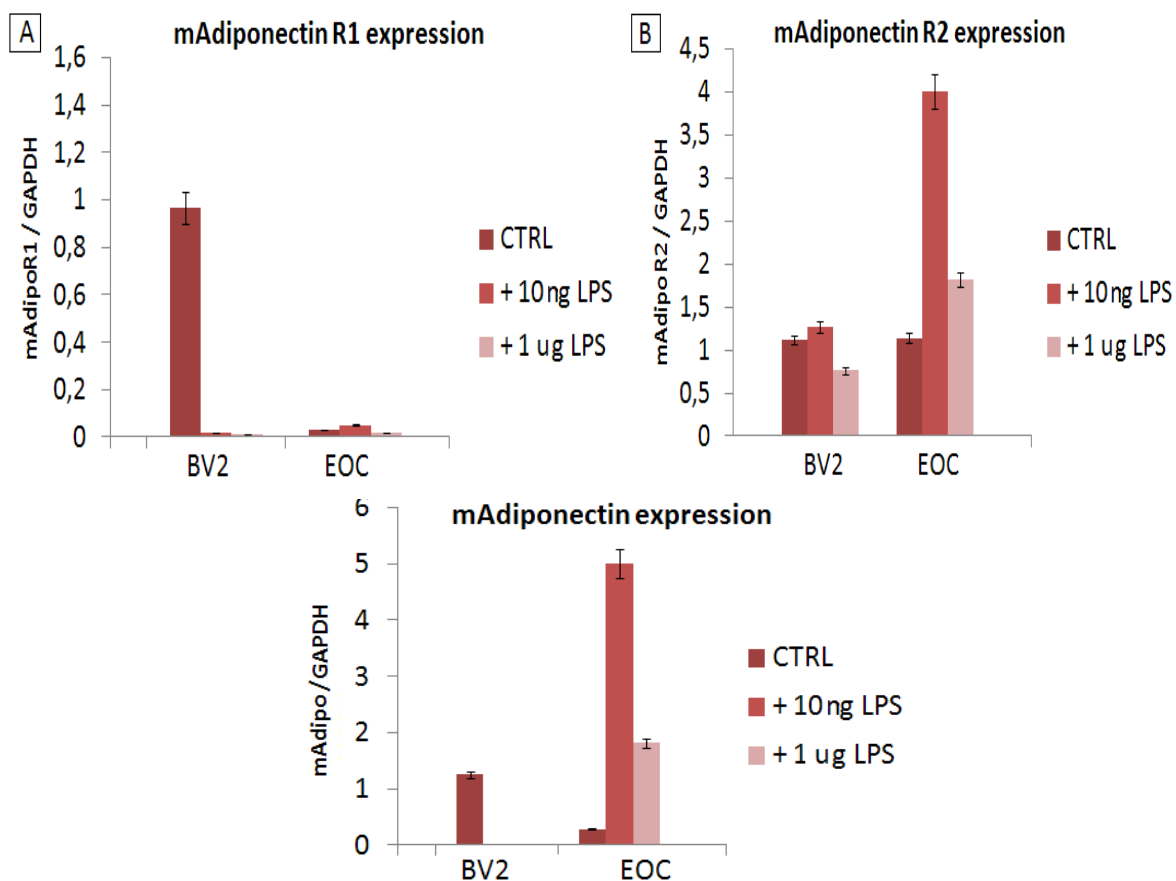 A
mAdiponectin R1 expression
1,6
1,4
1,2
1
0,8
0,6
0,4
0,2
0
mAdipoR1 / GAPDH
BV2
EOC
CTRL
+ 10ng LPS
+ 1 ug LPS
B
mAdiponectin R2 expression
4,5
4
3,5
3
2,5
2
1,5
1
0,5
0
mAdipoR2 / GAPDH
BV2
EOC
CTRL
+ 10ng LPS
+ 1 ug LPS
mAdiponectin expression
6
5
4
3
2
1
0
mAdipo/GAPDH
BV2
EOC
CTRL
+ 10ng LPS
+ 1 ug LPS